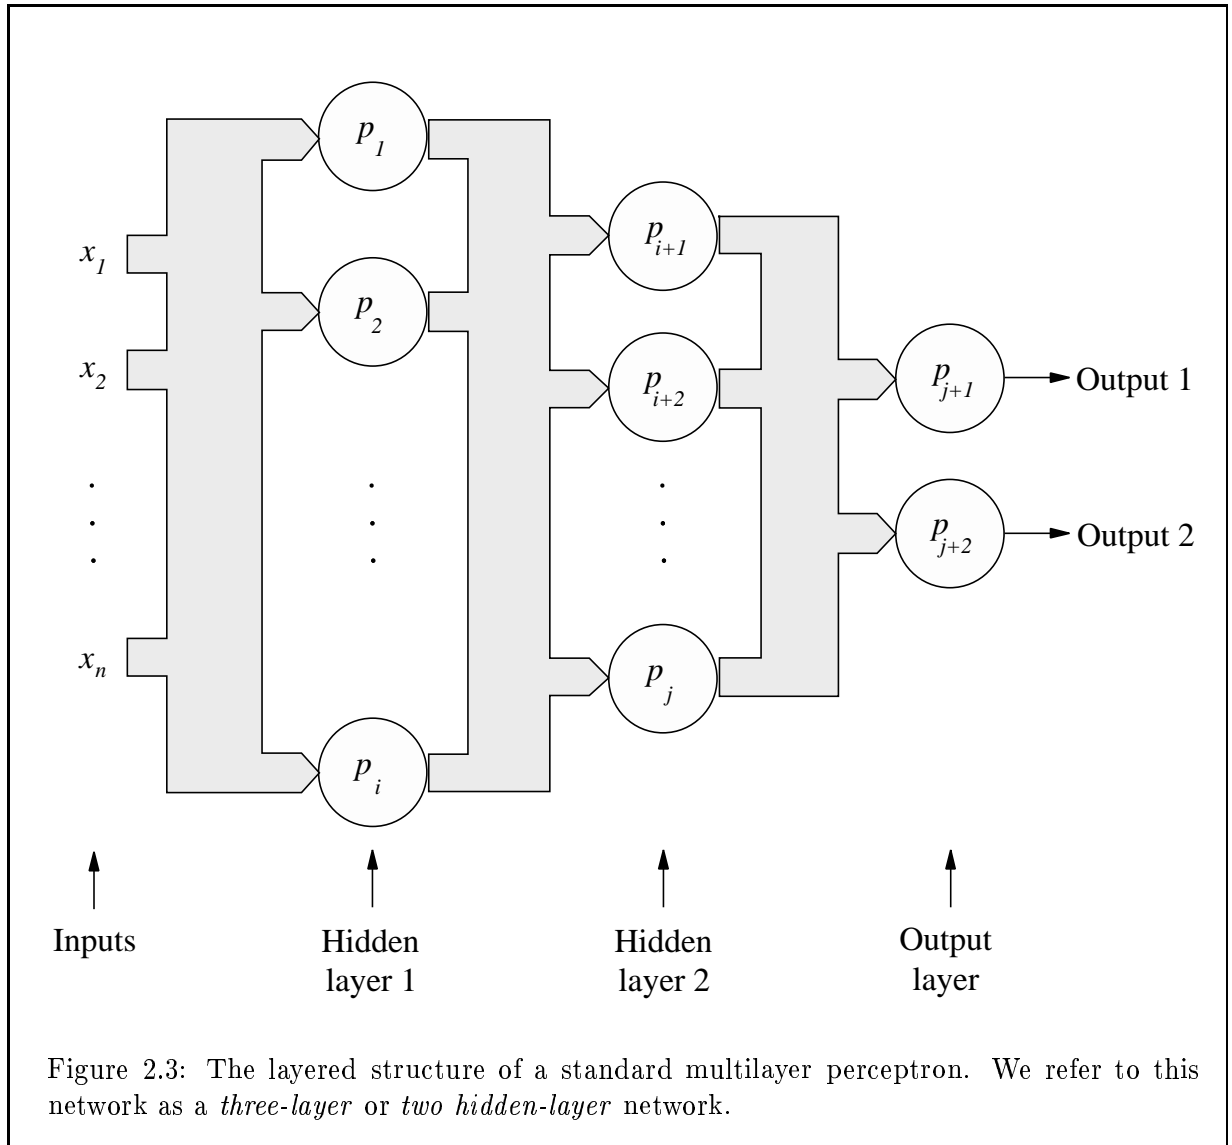 p1
x1
pi+1
p2
x2
pi+2
pj+1
Output 1
pj+2
Output 2
xn
pj
pi
Inputs
Hidden
layer 1
Hidden
layer 2
Output
layer
Figure 2.3: The layered structure of a standard multilayer perceptron. We refer to this
network as a three-layer or two hidden-layer network.